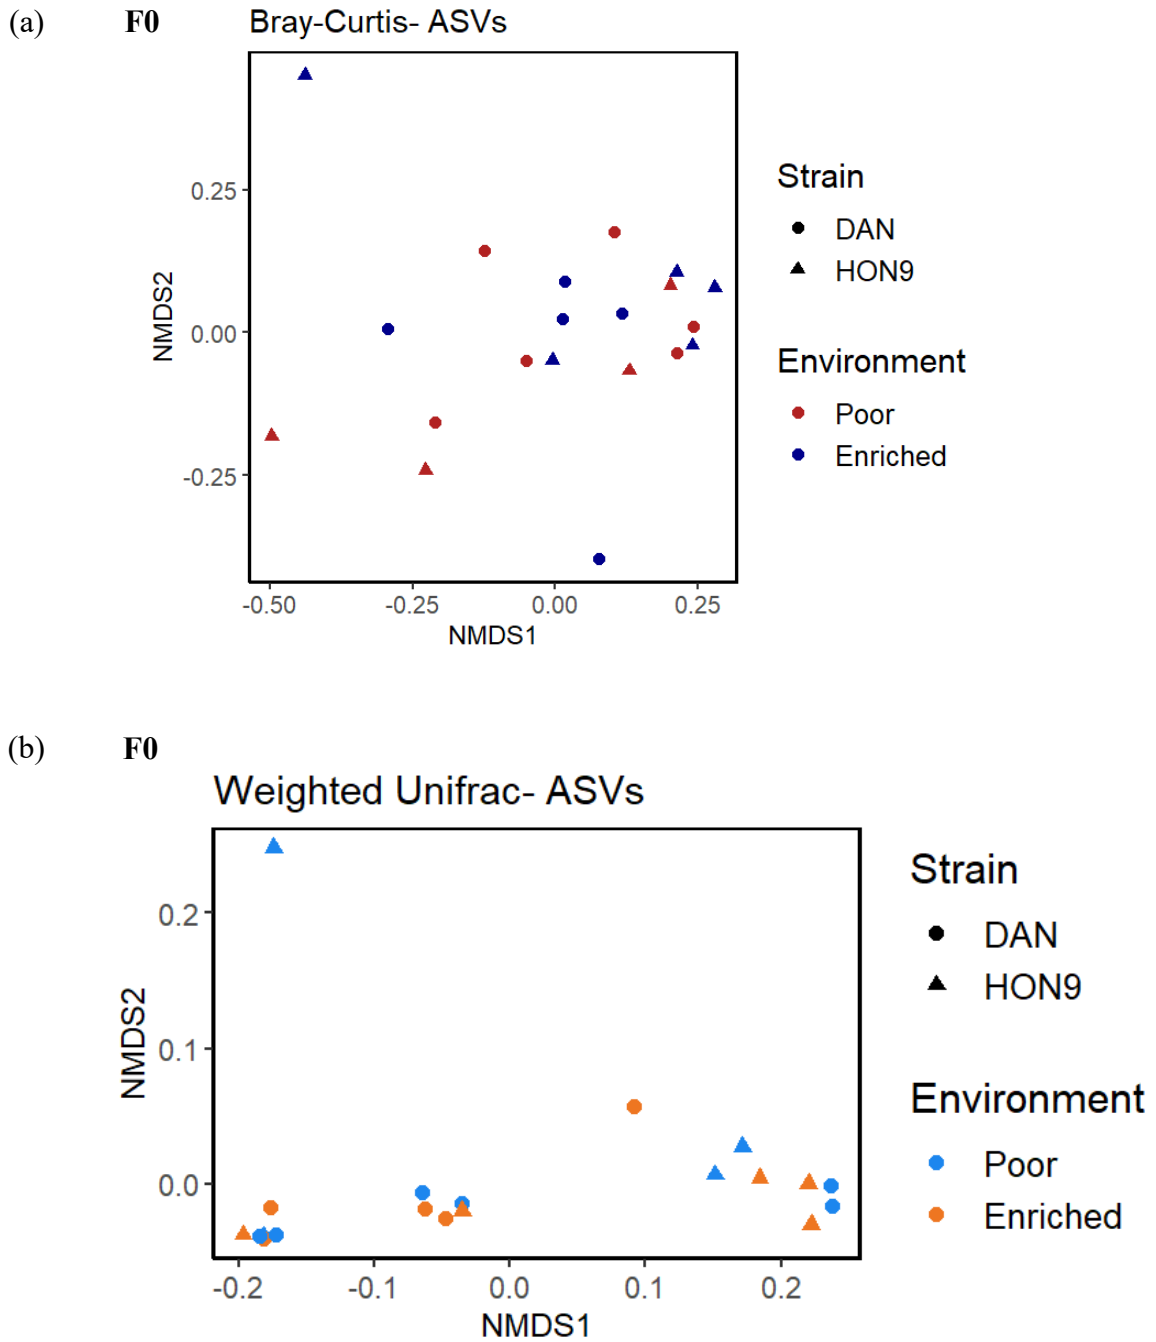 (a) F0 Bray-Curtis- ASVs
0.25
0.00
-0.25
NMDS2
-0.50 -0.25 0.00 0.25
NMDS1
Strain
DAN
HON9
Environment
Poor
Enriched
(b) F0
Weighted Unifrac- ASVs
0.2
0.1
0.0
NMDS2
-0.2 -0.1 0.0 0.1 0.2
NMDS1
Strain
DAN
HON9
Environment
Poor
Enriched